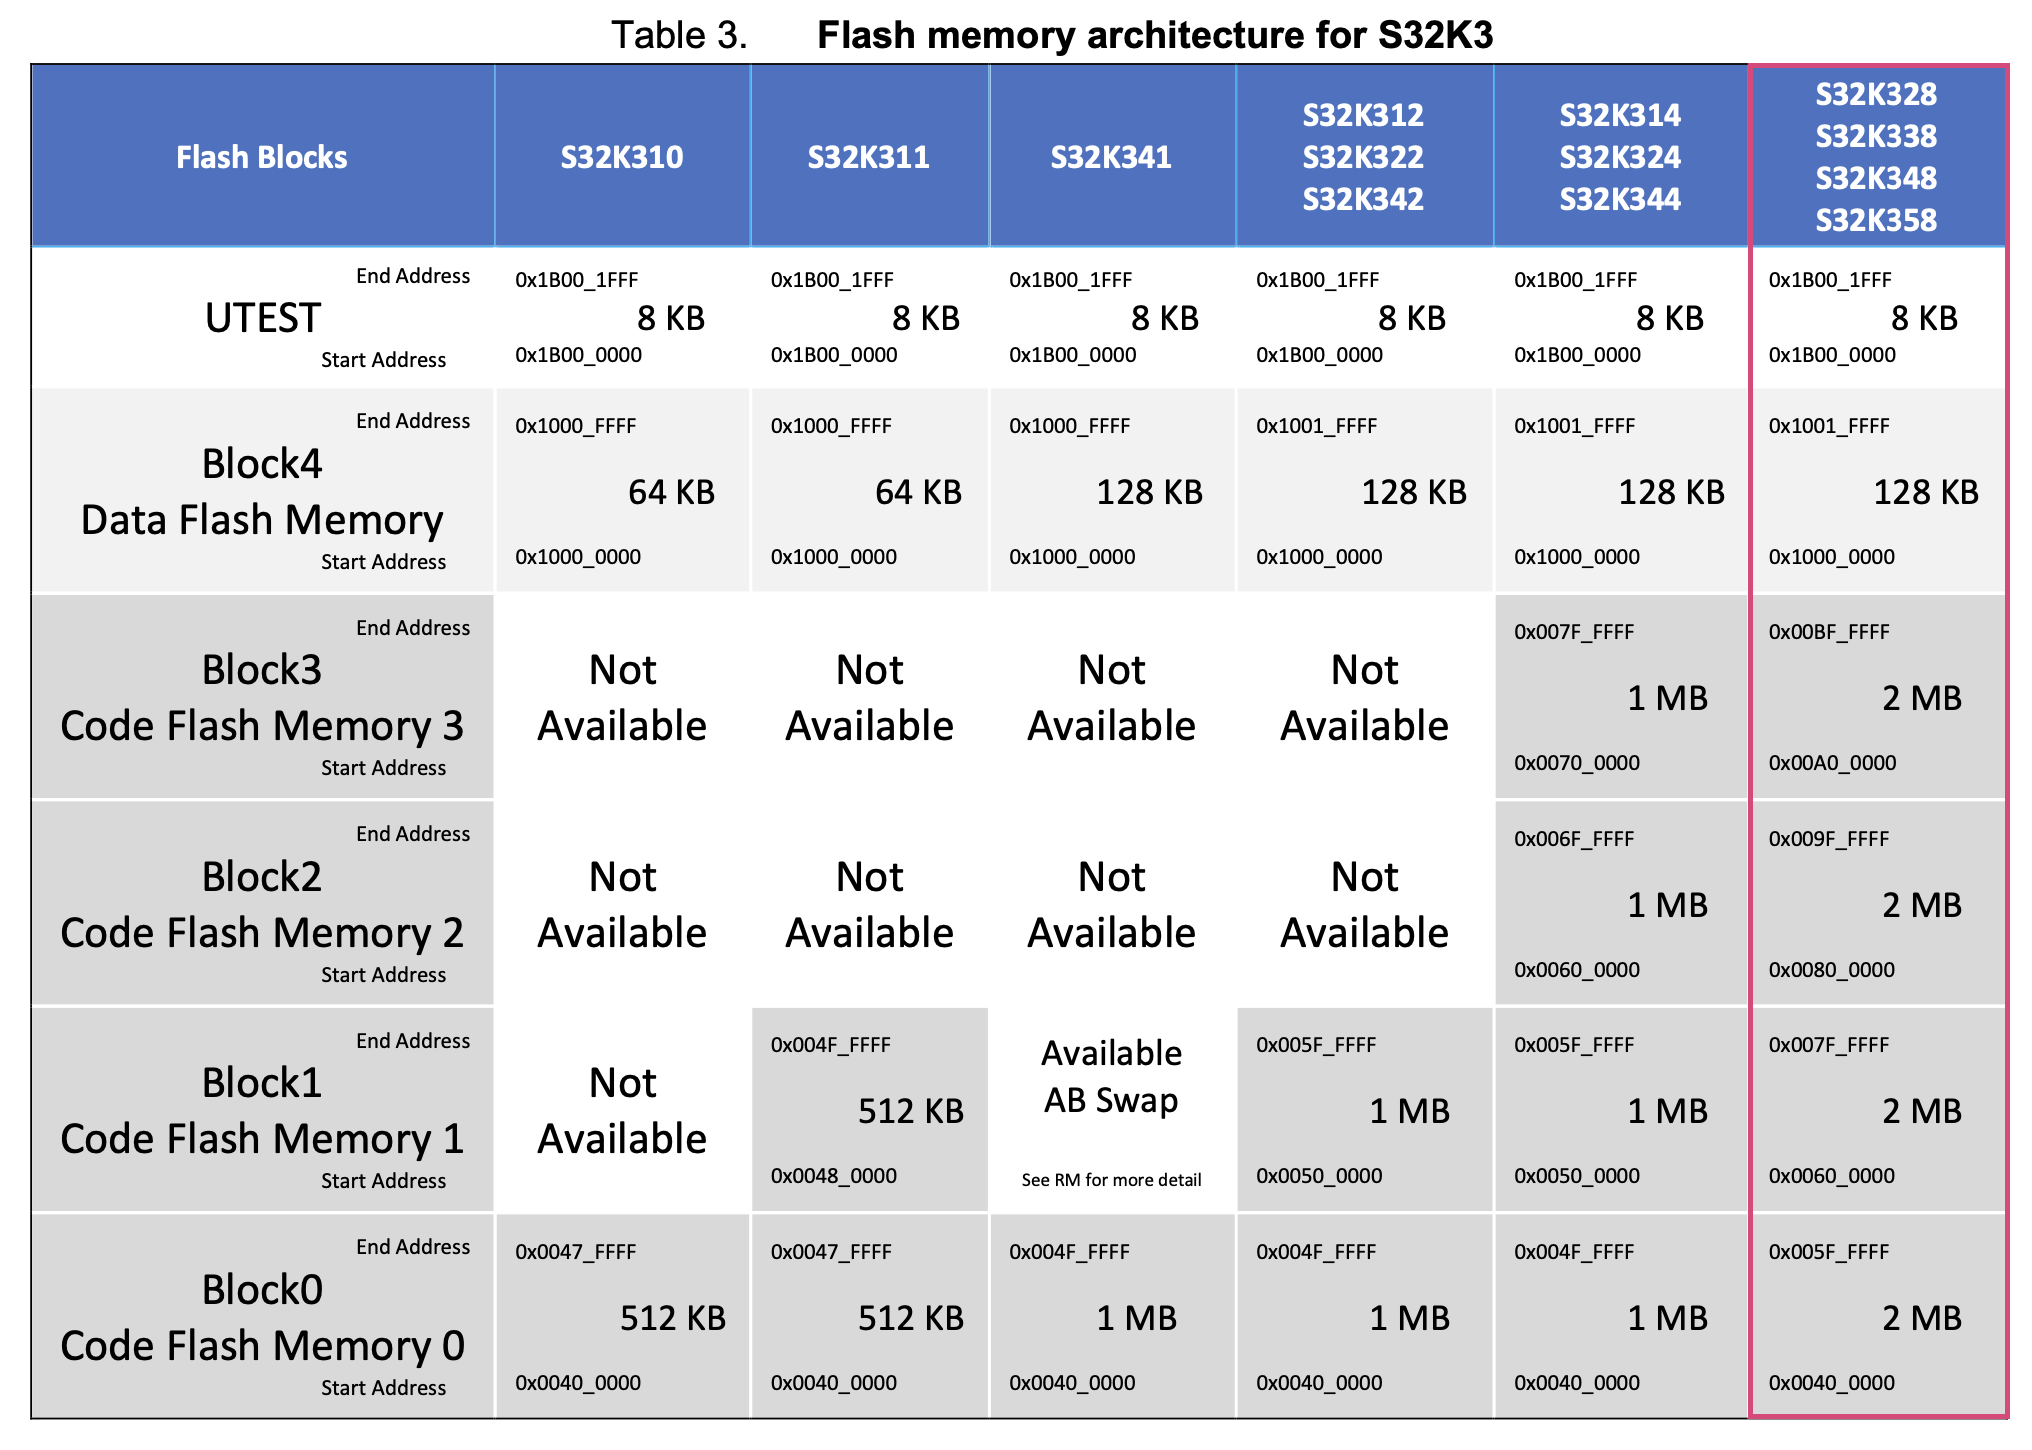 Table 3. Flash memory architecture for S32K3
Flash Blocks
S32K310
S32K311
S32K341
S32K312
S32K322
S32K342
S32K314
S32K324
S32K344
S32K328
S32K338
S32K348
S32K358
End Address
UTEST
Start Address
0x1B00_1FFF
8 KB
0x1B00_0000
0x1B00_1FFF
8 KB
0x1B00_0000
0x1B00_1FFF
8 KB
0x1B00_0000
0x1B00_1FFF
8 KB
0x1B00_0000
0x1B00_1FFF
8 KB
0x1B00_0000
0x1B00_1FFF
8 KB
0x1B00_0000
End Address
Block4
Data Flash Memory
Start Address
0x1000_FFFF
64 KB
0x1000_0000
0x1000_FFFF
64 KB
0x1000_0000
0x1000_FFFF
128 KB
0x1000_0000
0x1001_FFFF
128 KB
0x1000_0000
0x1001_FFFF
128 KB
0x1000_0000
0x1001_FFFF
128 KB
0x1000_0000
End Address
Block3
Code Flash Memory 3
Start Address
Not
Available
Not
Available
Not
Available
Not
Available
0x007F_FFFF
1 MB
0x0070_0000
0x00BF_FFFF
2 MB
0x00A0_0000
End Address
Block2
Code Flash Memory 2
Start Address
Not
Available
Not
Available
Not
Available
Not
Available
0x006F_FFFF
1 MB
0x0060_0000
0x009F_FFFF
2 MB
0x0080_0000
End Address
Block1
Code Flash Memory 1
Start Address
Not
Available
0x004F_FFFF
512 KB
0x0048_0000
Available
AB Swap
See RM for more detail
0x005F_FFFF
1 MB
0x0050_0000
0x005F_FFFF
1 MB
0x0050_0000
0x007F_FFFF
2 MB
0x0060_0000
End Address
Block0
Code Flash Memory 0
Start Address
0x0047_FFFF
512 KB
0x0040_0000
0x0047_FFFF
512 KB
0x0040_0000
0x004F_FFFF
1 MB
0x0040_0000
0x004F_FFFF
1 MB
0x0040_0000
0x004F_FFFF
1 MB
0x0040_0000
0x005F_FFFF
2 MB
0x0040_0000